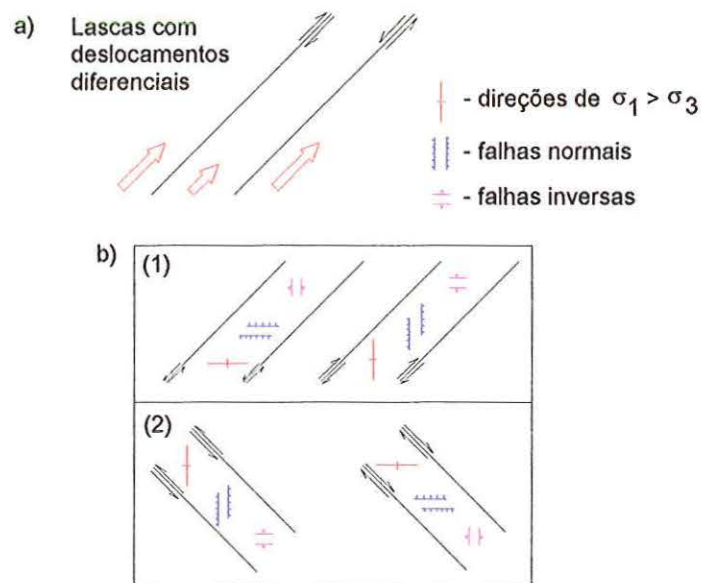 a) Lascas com
deslocamentos
diferenciais
- direções de σ1 > σ3
- falhas normais
- falhas inversas
b) (1)
(2)